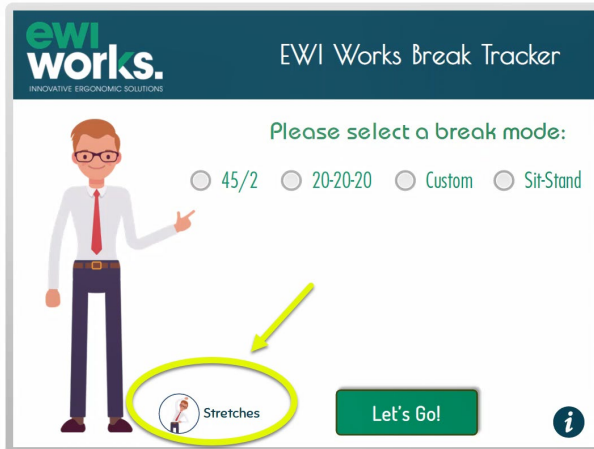 ewi
works.
INNOVATIVE ERGONOMIC SOLUTIONS
EWI Works Break Tracker
Please select a break mode:
45/2 20-20-20 Custom Sit-Stand
Stretches
Let's Go!
i